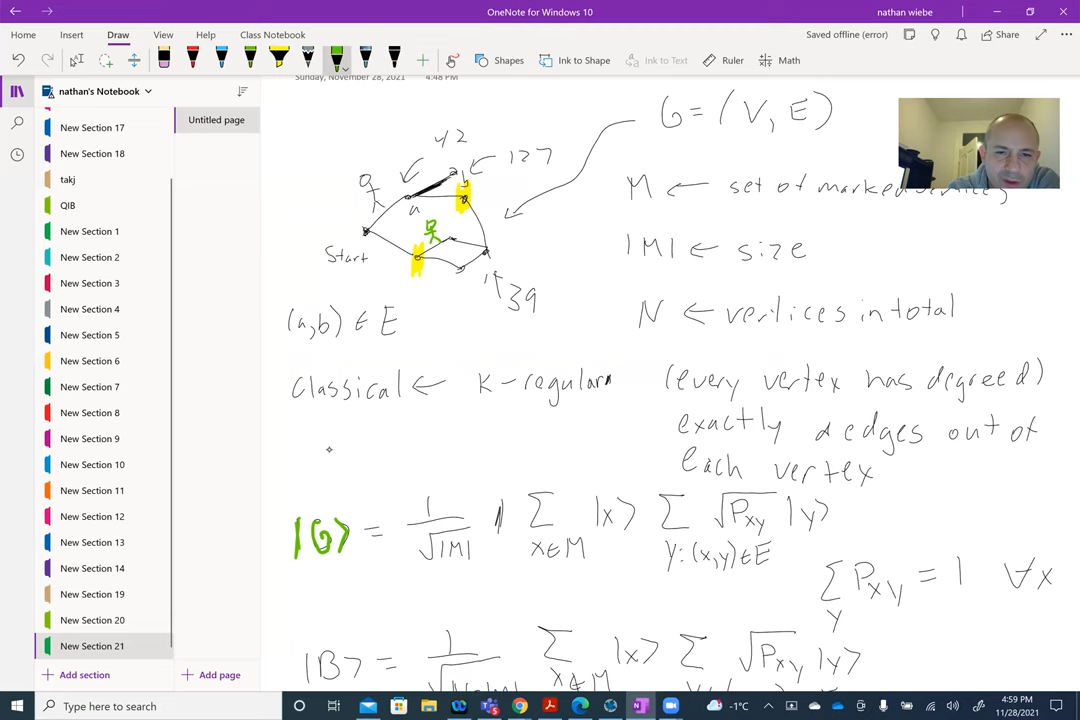 OneNote for Windows 10
nathan wiebe
Home
Insert
Draw
View
Help
Class Notebook
Saved offline (error)
Share
Shapes
Ink to Shape
Ink to Text
Ruler
Math
nathan's Notebook
New Section 17
New Section 18
takj
QIB
New Section 1
New Section 2
New Section 3
New Section 4
New Section 5
New Section 6
New Section 7
New Section 8
New Section 9
New Section 10
New Section 11
New Section 12
New Section 13
New Section 14
New Section 19
New Section 20
New Section 21
Add section
Untitled page
Add page
Sunday, November 28, 2021 4:48 PM
42
127
b
a
Start
39
G = (V, E)
M ← set of marked vertices
|M| ← size
N ← vertices in total
(a,b) ∈ E
Classical ← K-regular (every vertex has degree d)
exactly d edges out of
each vertex
|G> = 1/√|M| ∑ x∈M |x> ∑ y:(x,y)∈E √Pxy |y>
∑ y Pxy = 1 ∀x
|B> = ∑ x∉M |x> ∑ √Pxy |y>
Type here to search
-1°C
4:59 PM
11/28/2021